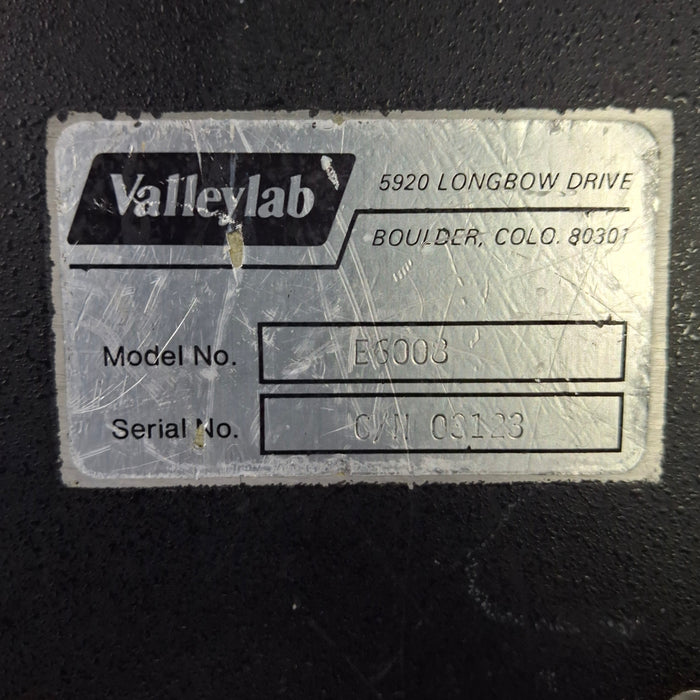 Valleylab
5920 LONGBOW DRIVE
BOULDER, COLO. 80301
Model No. E6008
Serial No. C/N 03123